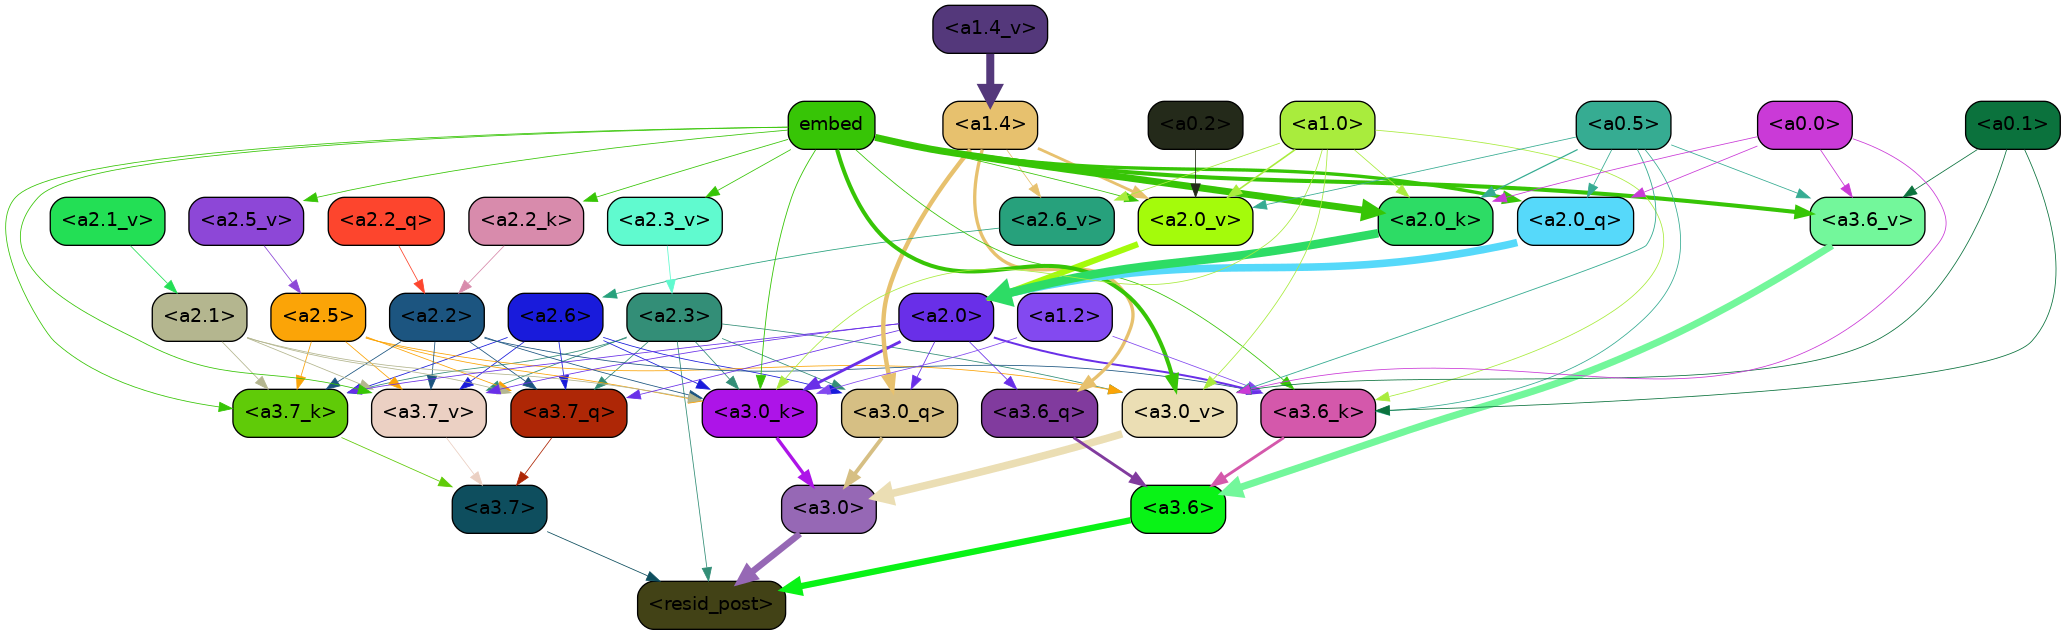 <a1.4_v>
embed <a1.4> <a0.2> <a1.0> <a0.5> <a0.0> <a0.1>
<a2.1_v> <a2.5_v> <a2.2_q> <a2.2_k> <a2.3_v> <a2.6_v> <a2.0_v> <a2.0_k> <a2.0_q> <a3.6_v>
<a2.1> <a2.5> <a2.2> <a2.6> <a2.3> <a2.0> <a1.2>
<a3.7_k> <a3.7_v> <a3.7_q> <a3.0_k> <a3.0_q> <a3.6_q> <a3.0_v> <a3.6_k>
<a3.7> <a3.0> <a3.6>
<resid_post>